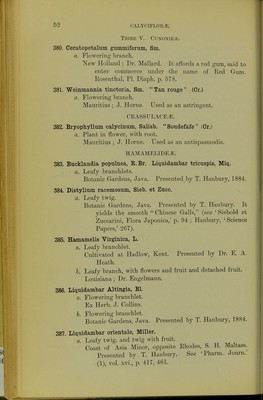 52 CALYCIFLORÆ.
Tribe V. Cunonieæ.
380. Ceratopetalum gummiferum, Sm.
a. Flowering branch.
New Holland; Dr. Mallard. It affords a red gum, said to
enter commerce under the name of Red Gum.
Rosenthal, Pl. Diaph. p. 578.
381. Weinmannia tinctoria, Sm. "Tan rouge" (Cr.)
a. Flowering branch.
Mauritius; J. Horne. Used as an astringent.
CRASSULACEÆ.
382. Bryophyllum calycinum, Salisb. "Soudefafe" (Cr.)
a. Plant in flower, with root.
Mauritius; J. Horne. Used as an antispasmodic.
HAMAMELIDEÆ.
383. Bucklandia populnea, R. Br. Liquidambar tricuspis, Miq.
a. Leafy branchlets.
Botanic Gardens, Java. Presented by T. Hanbury, 1884.
384. Distylium racemosum, Sieb. et Zucc.
a. Leafy twig.
Botanic Gardens, Java. Presented by T. Hanbury. It
yields the smooth "Chinese Galls," (see 'Siebold et
Zuccarini, Flora Japonica,' p. 94; Hanbury, 'Science
Papers,' 267).
385. Hamamelis Virginica, L.
a. Leafy branchlet.
Cultivated at Hadlow, Kent. Presented by Dr. E. A.
Heath.
b. Leafy branch, with flowers and fruit and detached fruit.
Louisiana; Dr. Engelmann.
386. Liquidambar Altingia, Bl.
a. Flowering branchlet.
Ex Herb. J. Collins.
b. Flowering branchlet.
Botanic Gardens, Java. Presented by T. Hanbury, 1884.
387. Liquidambar orientale, Miller.
a. Leafy twig, and twig with fruit.
Coast of Asia Minor, opposite Rhodes, S. H. Maltass.
Presented by T. Hanbury. See 'Pharm. Journ.'
(1), vol. xvi., p. 417, 461.